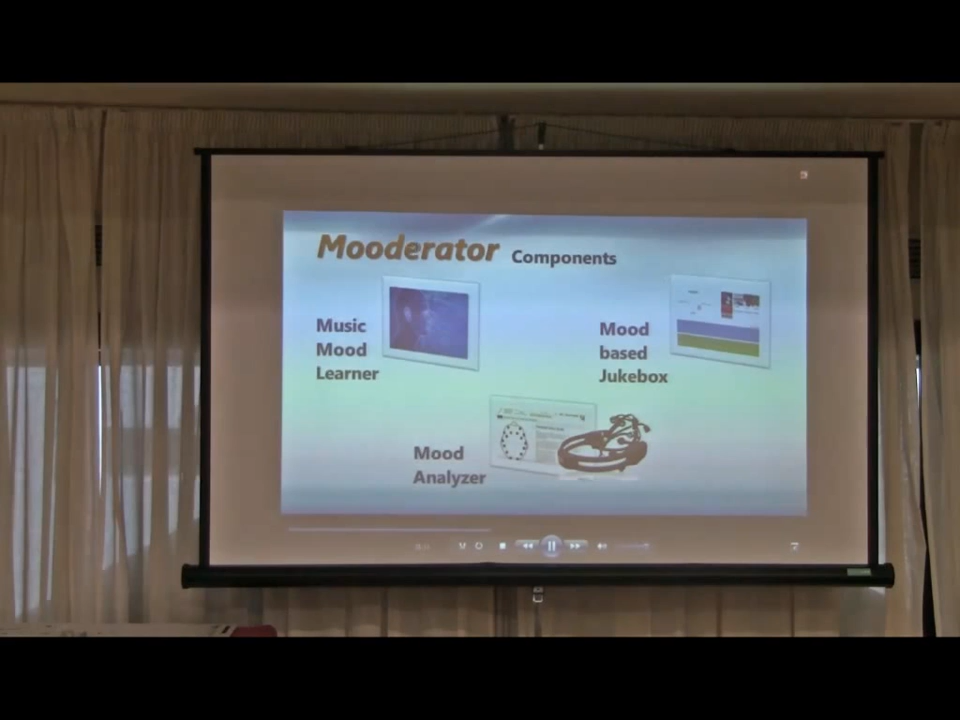 Mooderator Components
Music
Mood
Learner
Mood
based
Jukebox
Mood
Analyzer